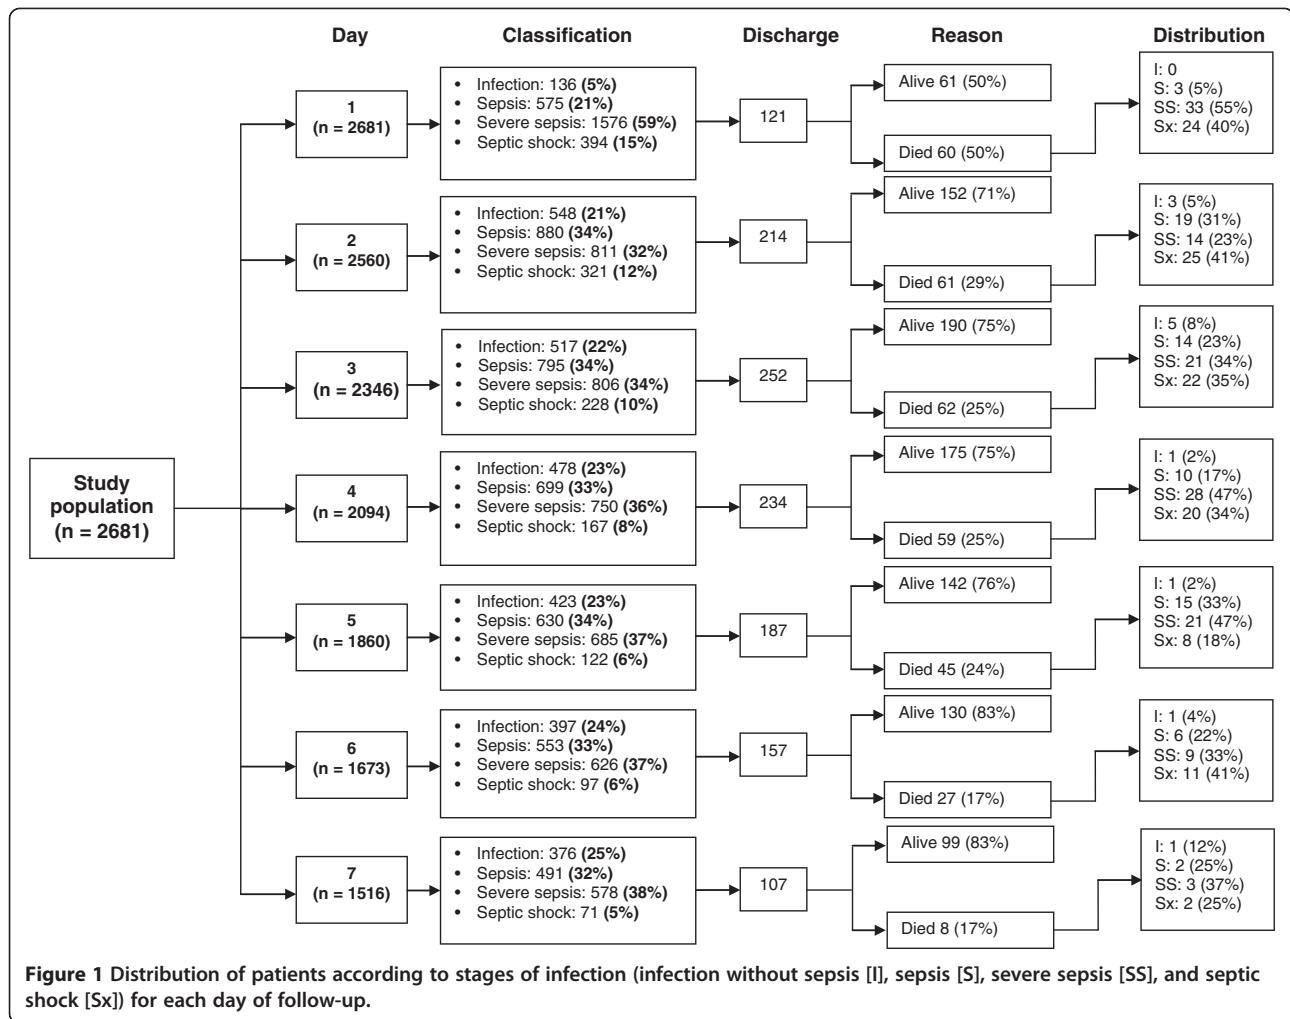 Day Classification Discharge Reason Distribution
Study
population
(n = 2681)
1
(n = 2681)
• Infection: 136 (5%)
• Sepsis: 575 (21%)
• Severe sepsis: 1576 (59%)
• Septic shock: 394 (15%)
121
Alive 61 (50%)
Died 60 (50%)
I: 0
S: 3 (5%)
SS: 33 (55%)
Sx: 24 (40%)
2
(n = 2560)
• Infection: 548 (21%)
• Sepsis: 880 (34%)
• Severe sepsis: 811 (32%)
• Septic shock: 321 (12%)
214
Alive 152 (71%)
Died 61 (29%)
I: 3 (5%)
S: 19 (31%)
SS: 14 (23%)
Sx: 25 (41%)
3
(n = 2346)
• Infection: 517 (22%)
• Sepsis: 795 (34%)
• Severe sepsis: 806 (34%)
• Septic shock: 228 (10%)
252
Alive 190 (75%)
Died 62 (25%)
I: 5 (8%)
S: 14 (23%)
SS: 21 (34%)
Sx: 22 (35%)
4
(n = 2094)
• Infection: 478 (23%)
• Sepsis: 699 (33%)
• Severe sepsis: 750 (36%)
• Septic shock: 167 (8%)
234
Alive 175 (75%)
Died 59 (25%)
I: 1 (2%)
S: 10 (17%)
SS: 28 (47%)
Sx: 20 (34%)
5
(n = 1860)
• Infection: 423 (23%)
• Sepsis: 630 (34%)
• Severe sepsis: 685 (37%)
• Septic shock: 122 (6%)
187
Alive 142 (76%)
Died 45 (24%)
I: 1 (2%)
S: 15 (33%)
SS: 21 (47%)
Sx: 8 (18%)
6
(n = 1673)
• Infection: 397 (24%)
• Sepsis: 553 (33%)
• Severe sepsis: 626 (37%)
• Septic shock: 97 (6%)
157
Alive 130 (83%)
Died 27 (17%)
I: 1 (4%)
S: 6 (22%)
SS: 9 (33%)
Sx: 11 (41%)
7
(n = 1516)
• Infection: 376 (25%)
• Sepsis: 491 (32%)
• Severe sepsis: 578 (38%)
• Septic shock: 71 (5%)
107
Alive 99 (83%)
Died 8 (17%)
I: 1 (12%)
S: 2 (25%)
SS: 3 (37%)
Sx: 2 (25%)
Figure 1 Distribution of patients according to stages of infection (infection without sepsis [I], sepsis [S], severe sepsis [SS], and septic
shock [Sx]) for each day of follow-up.